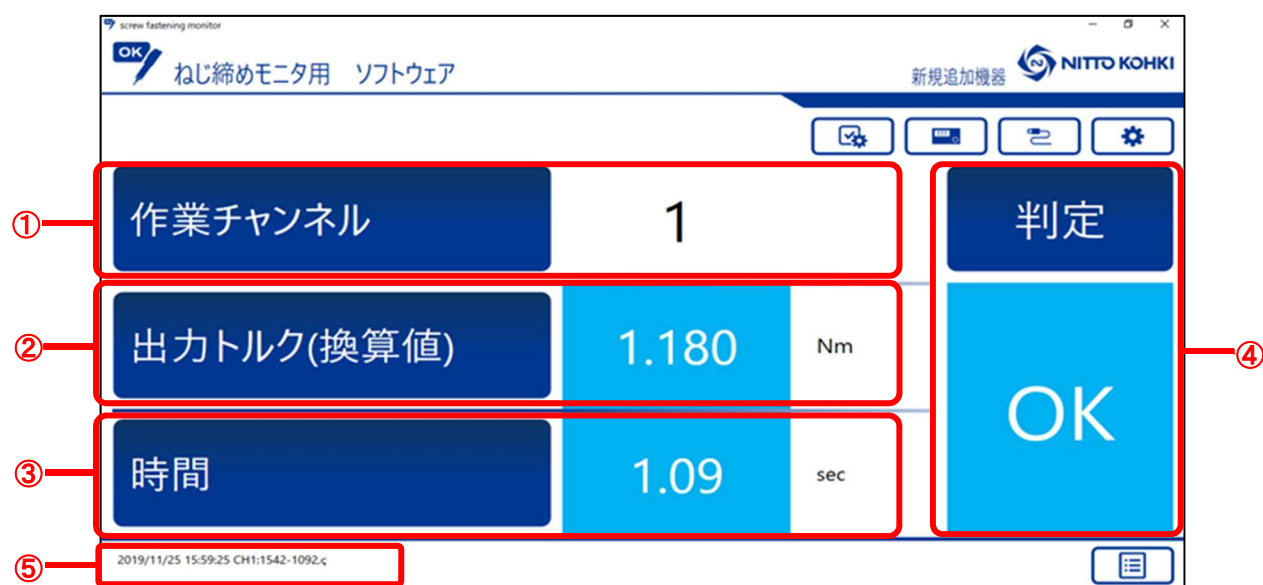 screw fastening monitor
OK
ねじ締めモニタ用 ソフトウェア
新規追加機器
NITTO KOHKI
① 作業チャンネル 1
判定
② 出力トルク(換算値) 1.180 Nm
④
OK
③ 時間 1.09 sec
⑤ 2019/11/25 15:59:25 CH1:1542-1092.ç